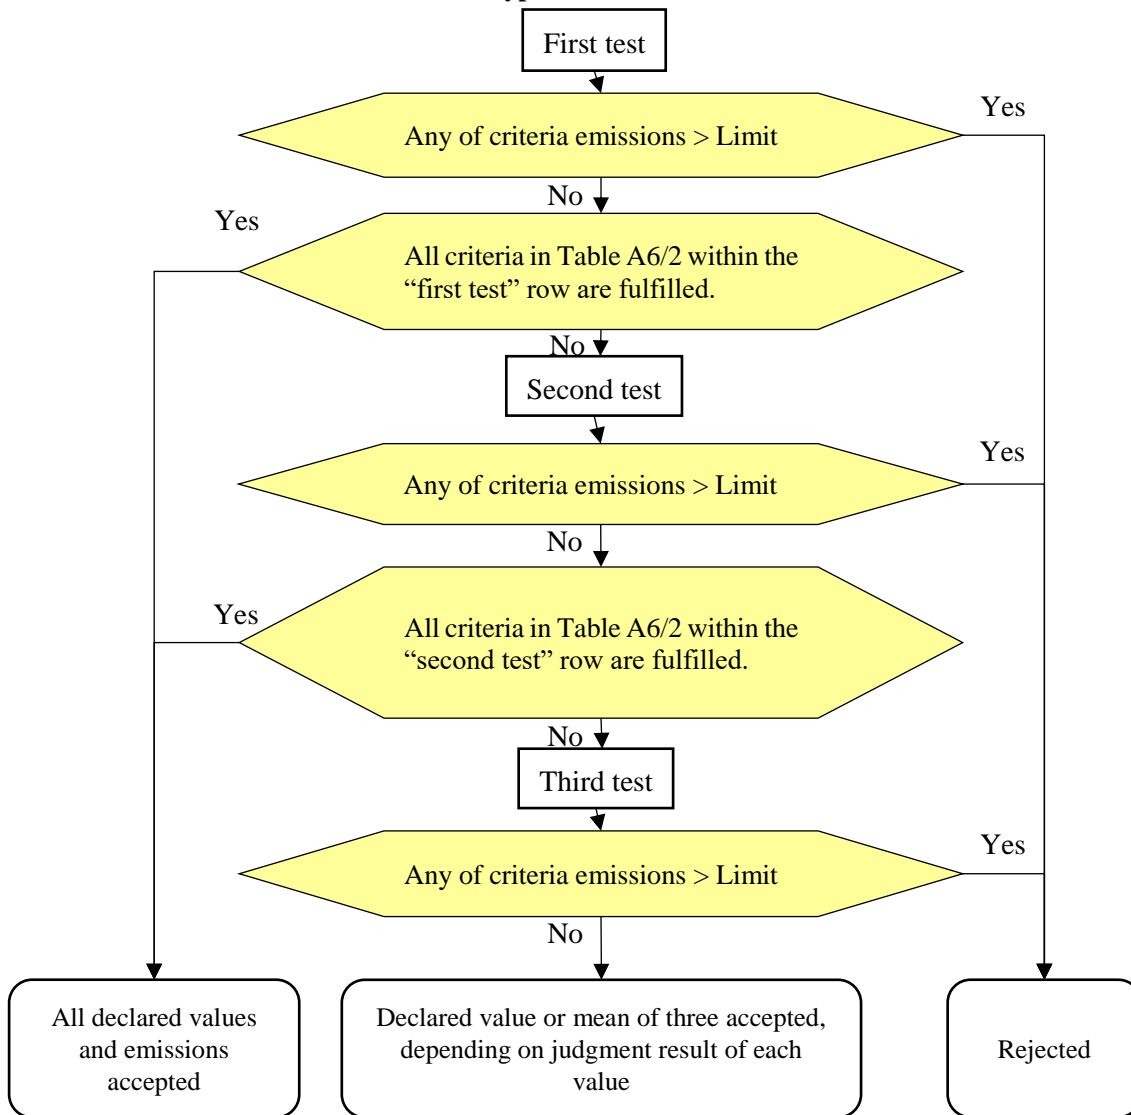 First test
Yes
Any of criteria emissions > Limit
No
Yes
All criteria in Table A6/2 within the
“first test” row are fulfilled.
No
Second test
Yes
Any of criteria emissions > Limit
No
Yes
All criteria in Table A6/2 within the
“second test” row are fulfilled.
No
Third test
Yes
Any of criteria emissions > Limit
No
All declared values
and emissions
accepted
Declared value or mean of three accepted,
depending on judgment result of each
value
Rejected